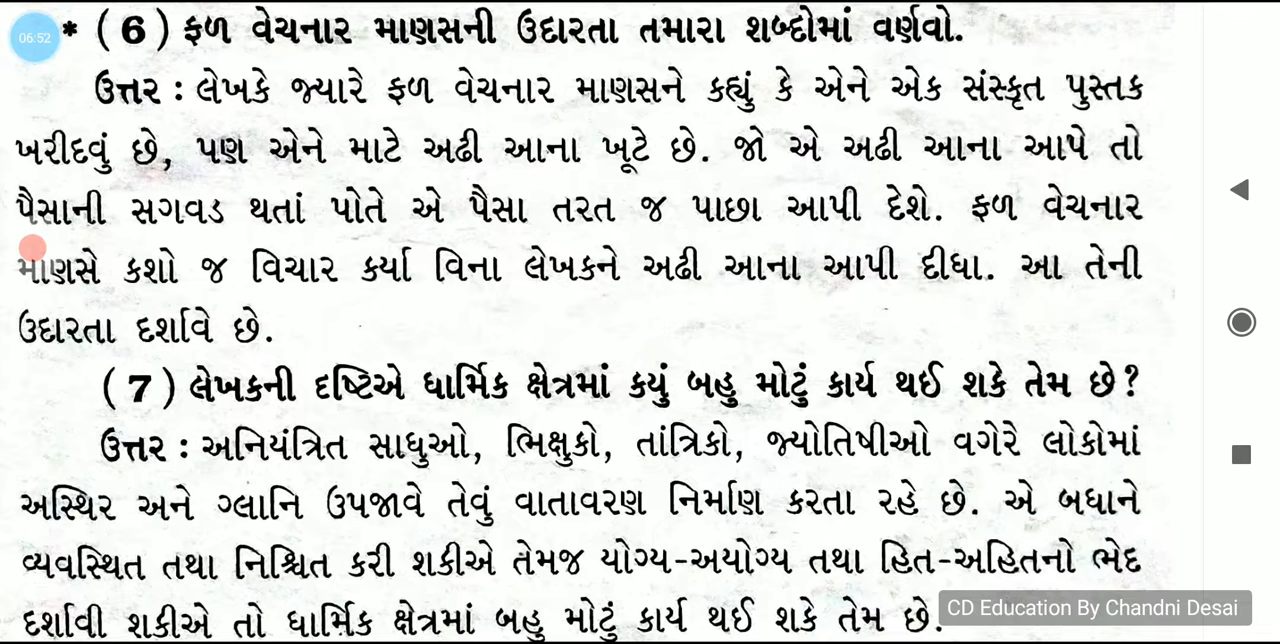 06:52
* (6) ફળ વેચનાર માણસની ઉદારતા તમારા શબ્દોમાં વર્ણવો.
ઉત્તર : લેખકે જ્યારે ફળ વેચનાર માણસને કહ્યું કે એને એક સંસ્કૃત પુસ્તક
ખરીદવું છે, પણ એને માટે અઢી આના ખૂટે છે. જો એ અઢી આના આપે તો
પૈસાની સગવડ થતાં પોતે એ પૈસા તરત જ પાછા આપી દેશે. ફળ વેચનાર
માણસે કશો જ વિચાર કર્યા વિના લેખકને અઢી આના આપી દીધા. આ તેની
ઉદારતા દર્શાવે છે.
(7) લેખકની દૃષ્ટિએ ધાર્મિક ક્ષેત્રમાં કયું બહુ મોટું કાર્ય થઈ શકે તેમ છે?
ઉત્તર : અનિયંત્રિત સાધુઓ, ભિક્ષુકો, તાંત્રિકો, જ્યોતિષીઓ વગેરે લોકોમાં
અસ્થિર અને ગ્લાનિ ઉપજાવે તેવું વાતાવરણ નિર્માણ કરતા રહે છે. એ બધાને
વ્યવસ્થિત તથા નિશ્ચિત કરી શકીએ તેમજ યોગ્ય-અયોગ્ય તથા હિત-અહિતનો ભેદ
દર્શાવી શકીએ તો ધાર્મિક ક્ષેત્રમાં બહુ મોટું કાર્ય થઈ શકે તેમ છે.
CD Education By Chandni Desai